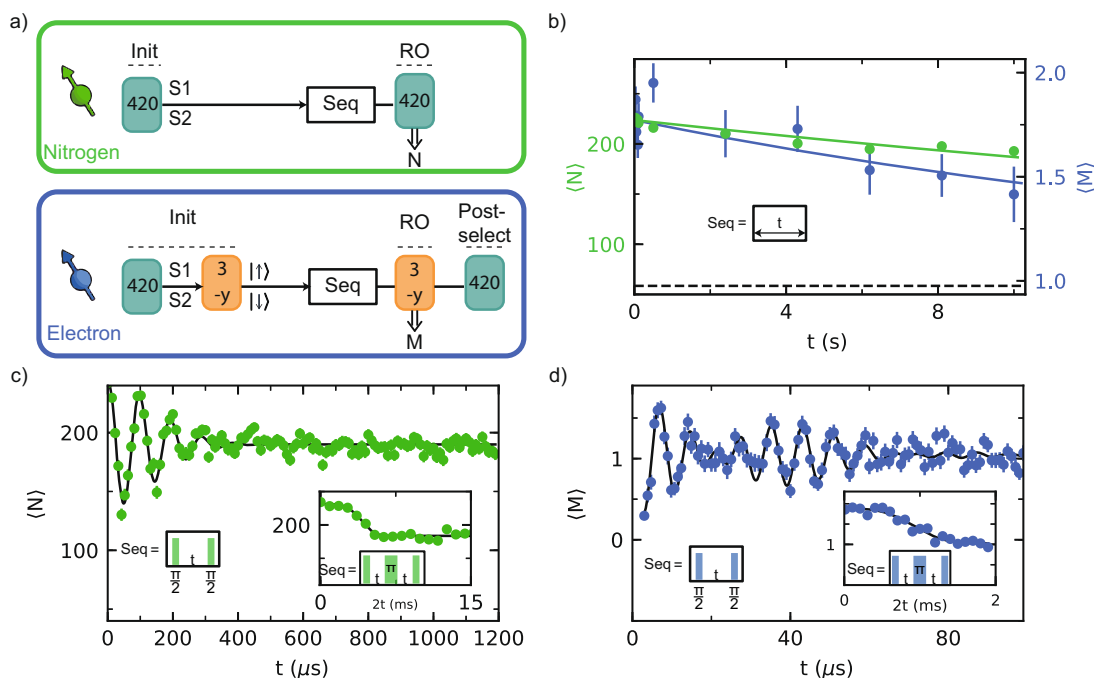 a)
Init
RO
420
S1
S2
Seq
420
Nitrogen
N
Init
RO
Post-
select
420
S1
S2
3
-y
|↑⟩
|↓⟩
Seq
3
-y
420
Electron
M
b)
⟨N⟩
200
100
2.0
1.5
1.0
⟨M⟩
Seq =
t
0
4
8
t (s)
c)
⟨N⟩
200
100
Seq =
t
π/2
π/2
200
Seq =
π
t
t
0
2t (ms)
15
0
200
400
600
800
1000
1200
t (μs)
d)
⟨M⟩
1
0
Seq =
t
π/2
π/2
1
Seq =
π
t
t
0
2t (ms)
2
0
40
80
t (μs)